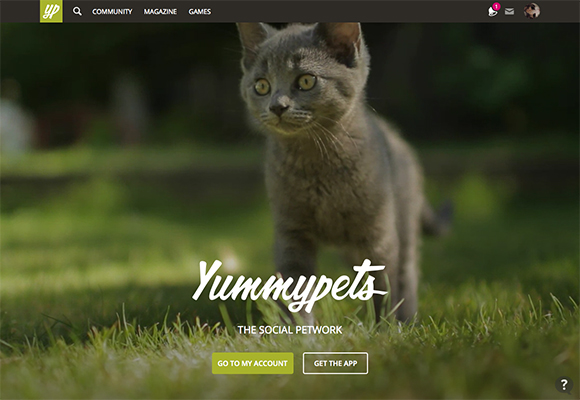 YP COMMUNITY MAGAZINE GAMES 1
Yummypets
THE SOCIAL PETWORK
GO TO MY ACCOUNT GET THE APP
?